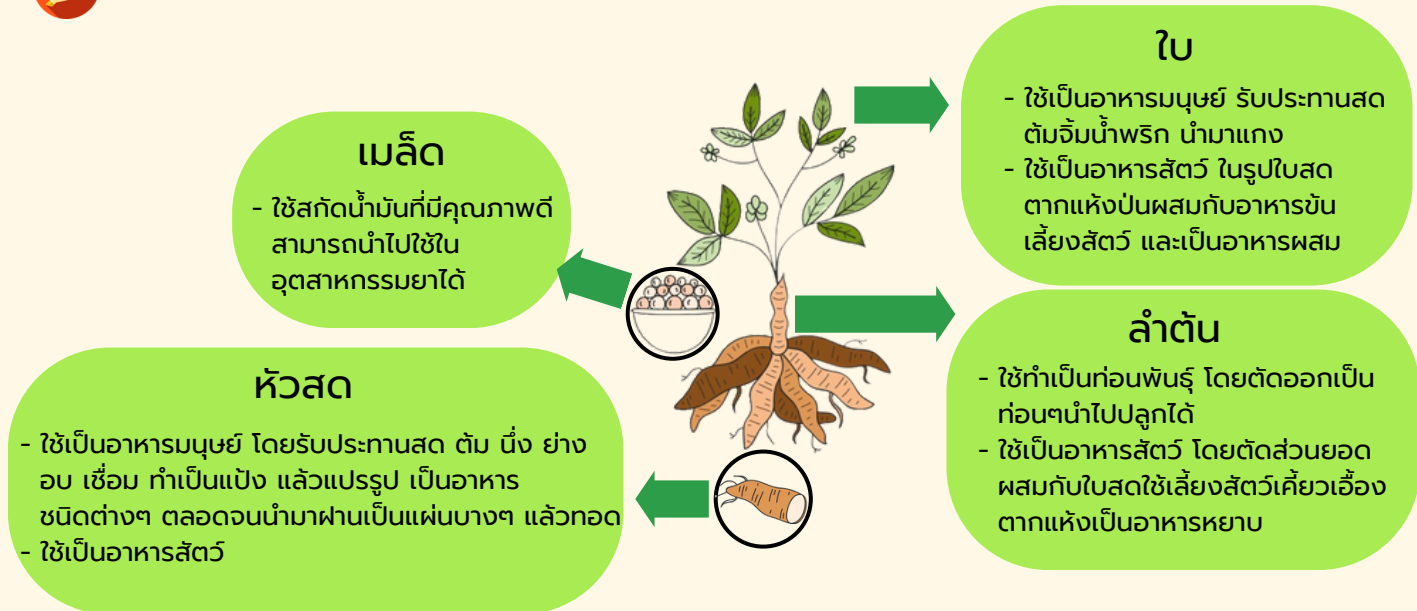 ใบ
- ใช้เป็นอาหารมนุษย์ รับประทานสด
ต้มจิ้มน้ำพริก นำมาแกง
- ใช้เป็นอาหารสัตว์ ในรูปใบสด
ตากแห้งป่นผสมกับอาหารข้น
เลี้ยงสัตว์ และเป็นอาหารผสม
เมล็ด
- ใช้สกัดน้ำมันที่มีคุณภาพดี
สามารถนำไปใช้ใน
อุตสาหกรรมยาได้
ลำต้น
- ใช้ทำเป็นท่อนพันธุ์ โดยตัดออกเป็น
ท่อนๆนำไปปลูกได้
- ใช้เป็นอาหารสัตว์ โดยตัดส่วนยอด
ผสมกับใบสดใช้เลี้ยงสัตว์เคี้ยวเอื้อง
ตากแห้งเป็นอาหารหยาบ
หัวสด
- ใช้เป็นอาหารมนุษย์ โดยรับประทานสด ต้ม นึ่ง ย่าง
อบ เชื่อม ทำเป็นแป้ง แล้วแปรรูป เป็นอาหาร
ชนิดต่างๆ ตลอดจนนำมาฝานเป็นแผ่นบางๆ แล้วทอด
- ใช้เป็นอาหารสัตว์